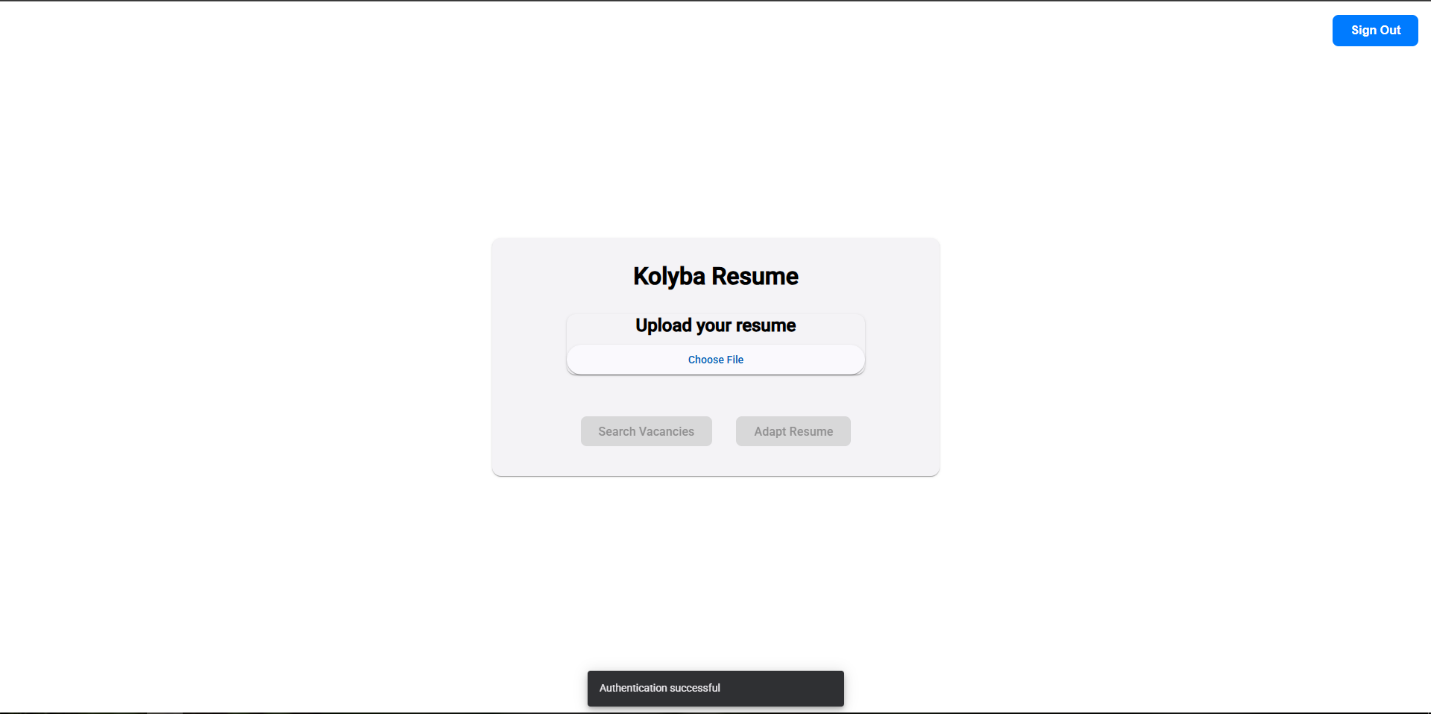 Sign Out
Kolyba Resume
Upload your resume
Choose File
Search Vacancies Adapt Resume
Authentication successful